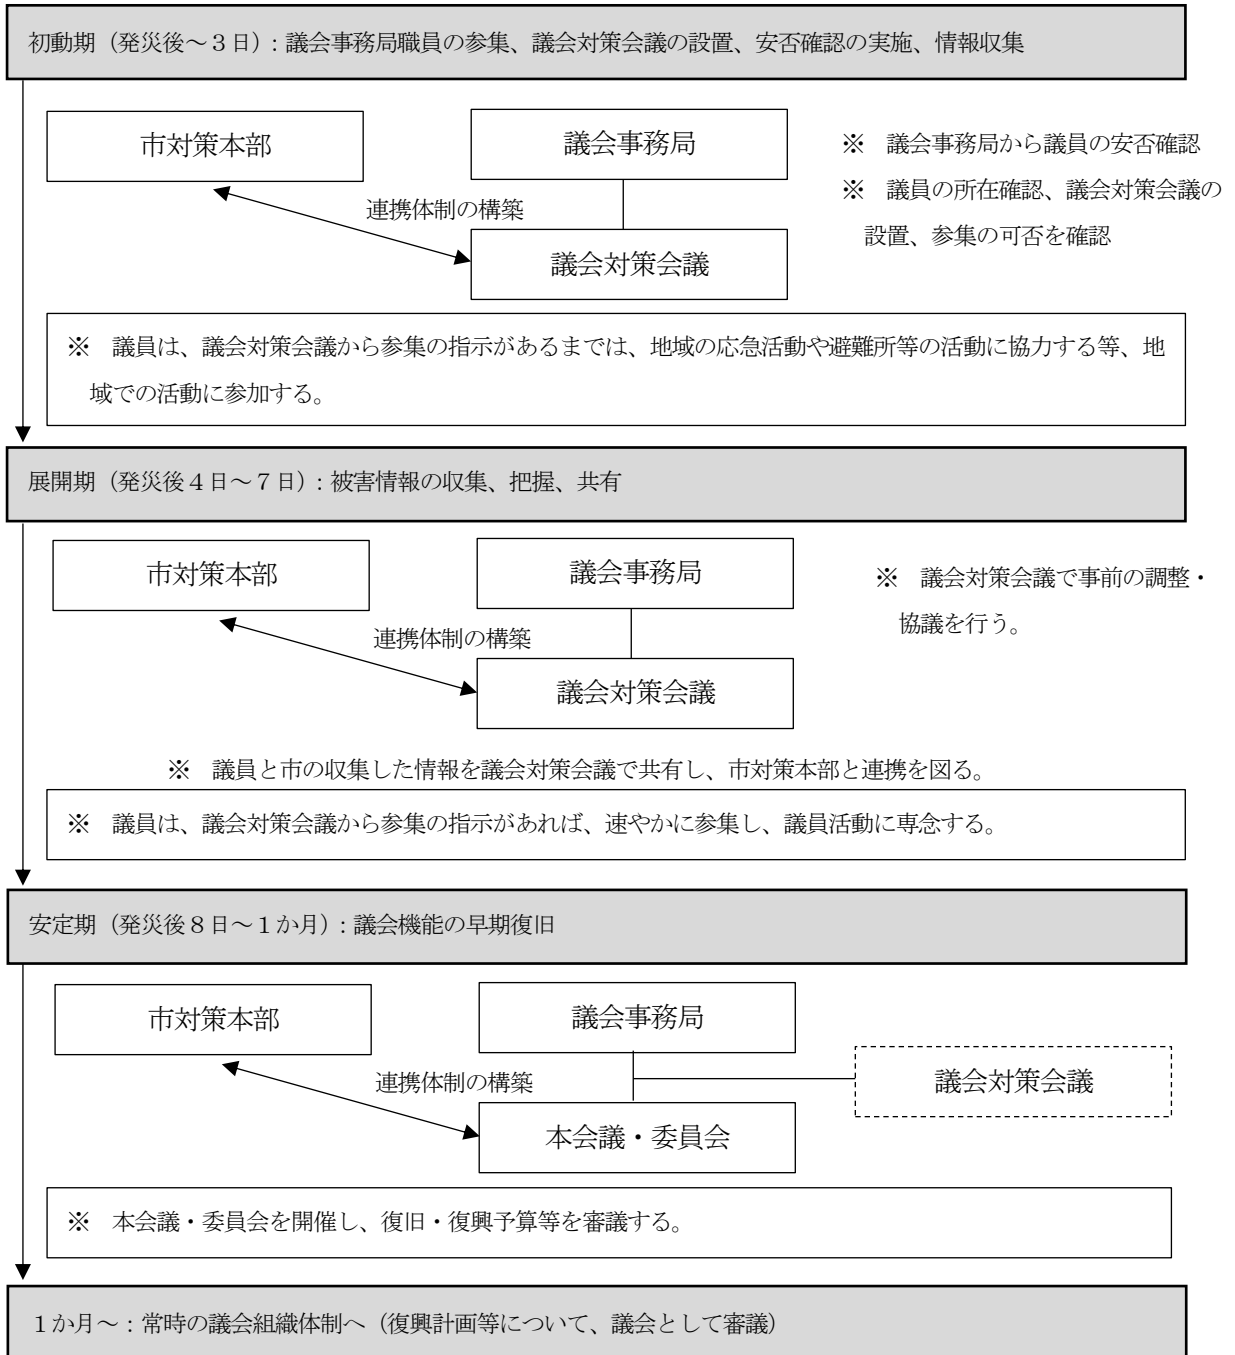 初動期（発災後～３日）：議会事務局職員の参集、議会対策会議の設置、安否確認の実施、情報収集
市対策本部
議会事務局
※　議会事務局から議員の安否確認
※　議員の所在確認、議会対策会議の
設置、参集の可否を確認
連携体制の構築
議会対策会議
※　議員は、議会対策会議から参集の指示があるまでは、地域の応急活動や避難所等の活動に協力する等、地
域での活動に参加する。
展開期（発災後４日～７日）：被害情報の収集、把握、共有
市対策本部
議会事務局
※　議会対策会議で事前の調整・
協議を行う。
連携体制の構築
議会対策会議
※　議員と市の収集した情報を議会対策会議で共有し、市対策本部と連携を図る。
※　議員は、議会対策会議から参集の指示があれば、速やかに参集し、議員活動に専念する。
安定期（発災後８日～１か月）：議会機能の早期復旧
市対策本部
議会事務局
連携体制の構築
議会対策会議
本会議・委員会
※　本会議・委員会を開催し、復旧・復興予算等を審議する。
１か月～：常時の議会組織体制へ（復興計画等について、議会として審議）